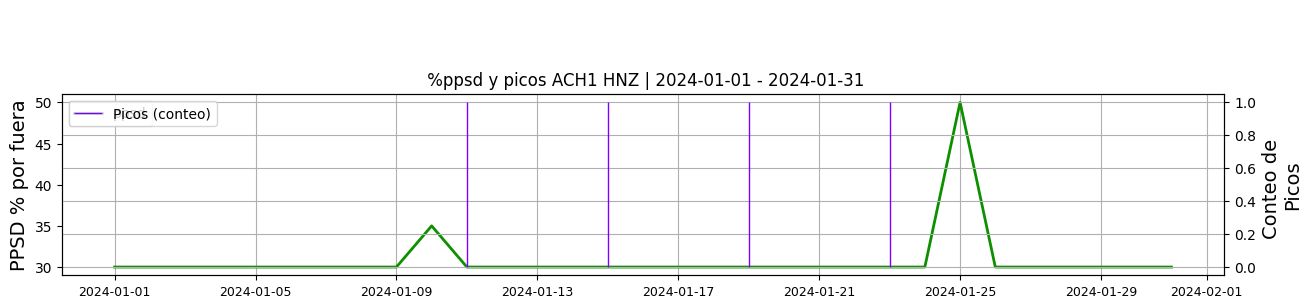 %ppsd y picos ACH1 HNZ | 2024-01-01 - 2024-01-31
PPSD % por fuera
50
45
40
35
30
Picos (conteo)
1.0
0.8
0.6
0.4
0.2
0.0
Conteo de
Picos
2024-01-01 2024-01-05 2024-01-09 2024-01-13 2024-01-17 2024-01-21 2024-01-25 2024-01-29 2024-02-01